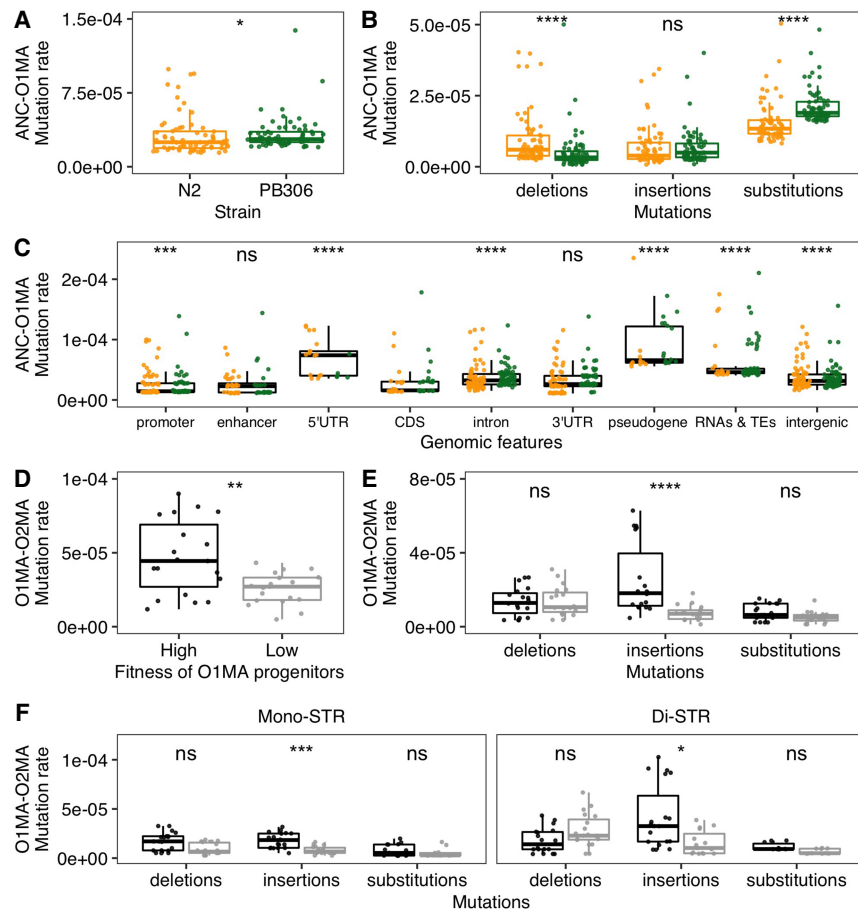 A
ANC-O1MA
Mutation rate
1.5e-04
7.5e-05
0.0e+00
*
N2
PB306
Strain
B
ANC-O1MA
Mutation rate
5.0e-05
2.5e-05
0.0e+00
****
ns
****
deletions
insertions
substitutions
Mutations
C
ANC-O1MA
Mutation rate
2e-04
1e-04
0e+00
***
ns
****
****
ns
****
****
****
promoter
enhancer
5'UTR
CDS
intron
3'UTR
pseudogene
RNAs & TEs
intergenic
Genomic features
D
O1MA-O2MA
Mutation rate
1e-04
5e-05
0e+00
**
High
Low
Fitness of O1MA progenitors
E
O1MA-O2MA
Mutation rate
8e-05
4e-05
0e+00
ns
****
ns
deletions
insertions
substitutions
Mutations
F
Mono-STR
Di-STR
O1MA-O2MA
Mutation rate
1e-04
5e-05
0e+00
ns
***
ns
ns
*
ns
deletions
insertions
substitutions
deletions
insertions
substitutions
Mutations